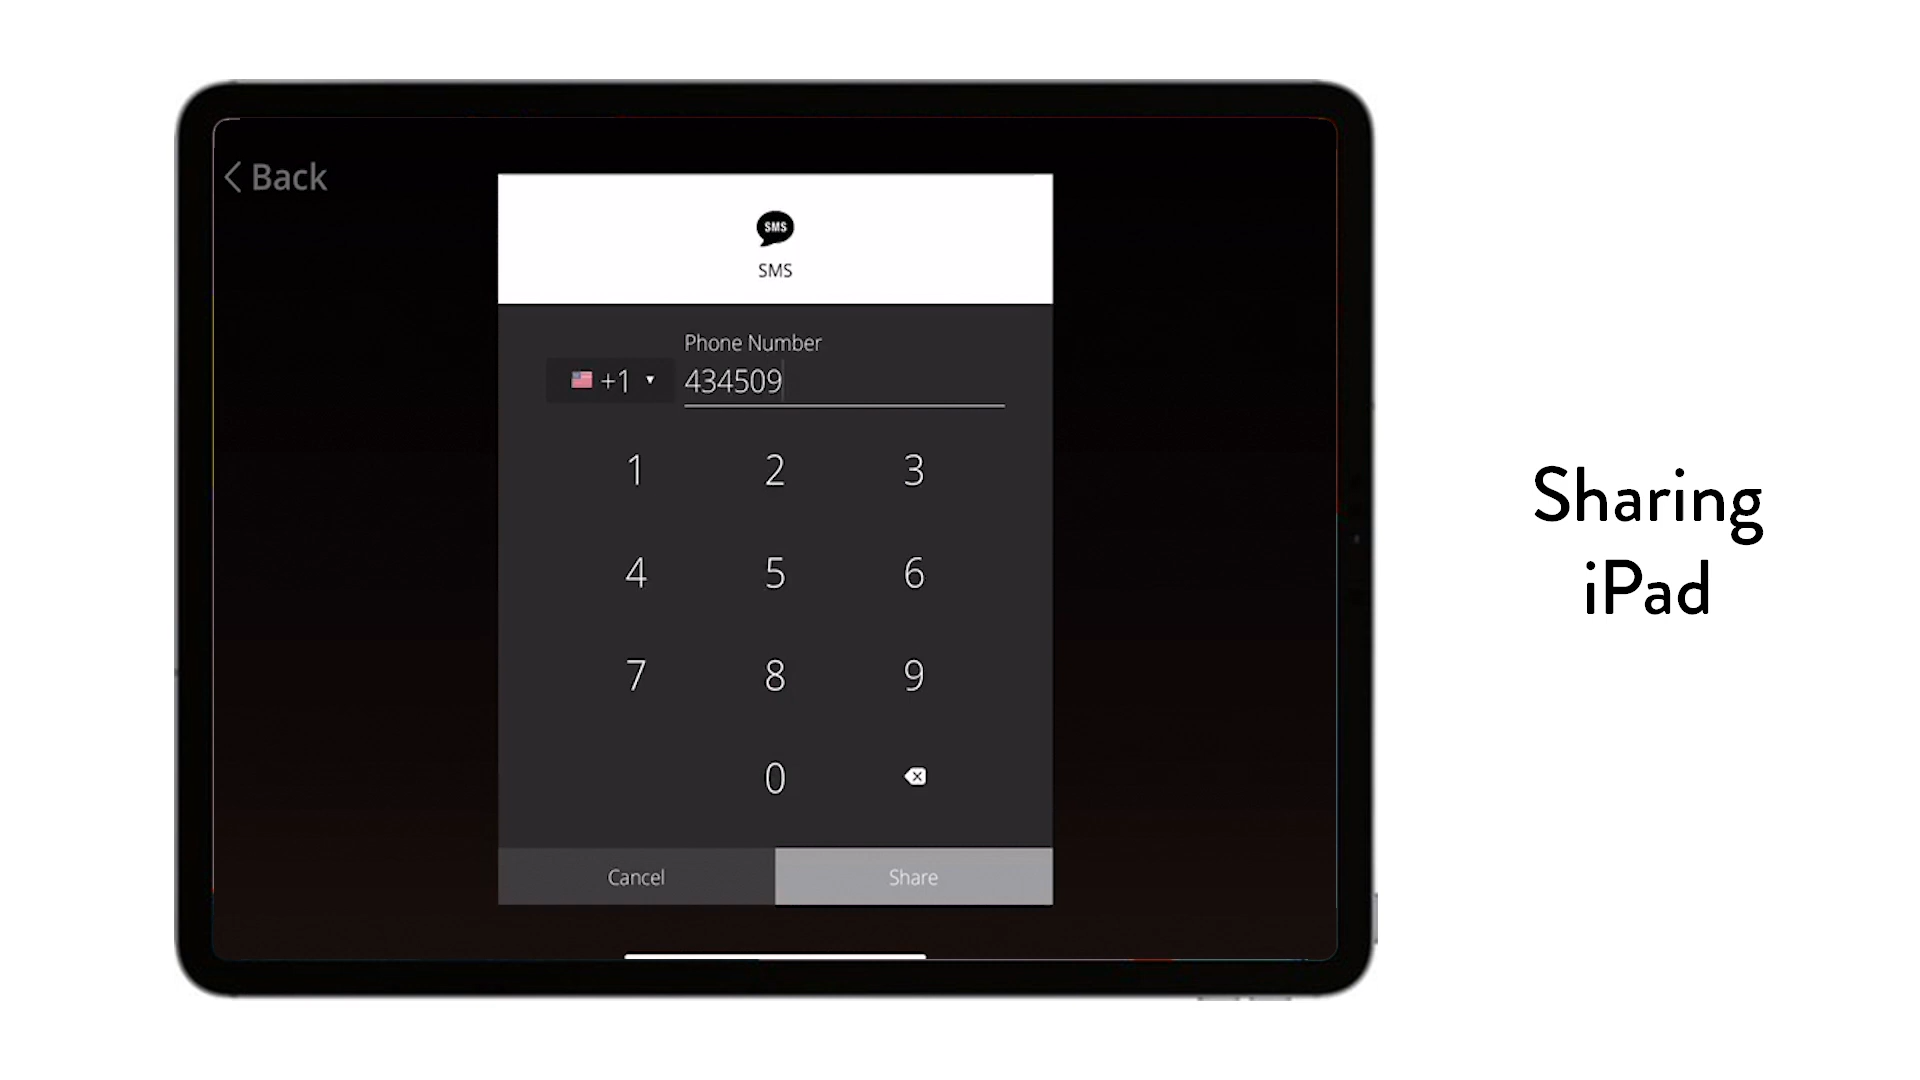 Back
SMS
SMS
Phone Number
+1 434509
1 2 3
4 5 6
7 8 9
0
Cancel Share
Sharing
iPad